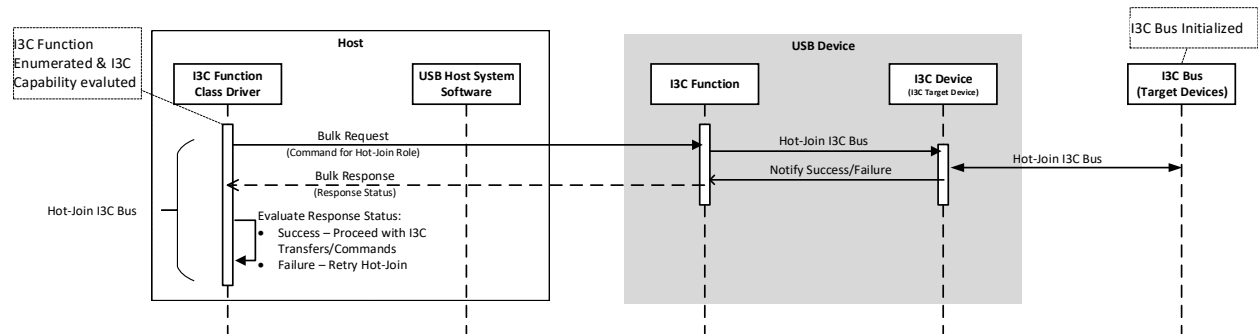 I3C Function
Enumerated & I3C
Capability evaluted
Host
USB Device
I3C Bus Initialized
I3C Function
Class Driver
USB Host System
Software
I3C Function
I3C Device
(I3C Target Device)
I3C Bus
(Target Devices)
Bulk Request
(Command for Hot-Join Role)
Hot-Join I3C Bus
Hot-Join I3C Bus
Notify Success/Failure
Bulk Response
(Response Status)
Hot-Join I3C Bus
Evaluate Response Status:
• Success – Proceed with I3C
Transfers/Commands
• Failure – Retry Hot-Join